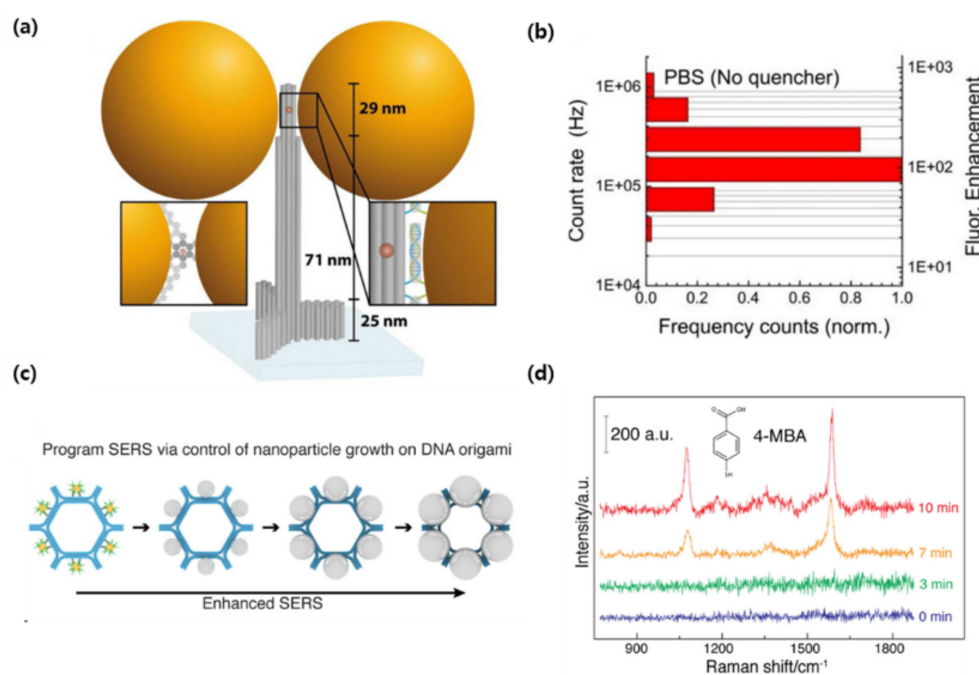 (a)
29 nm
71 nm
25 nm
(b)
PBS (No quencher)
Count rate (Hz)
1E+06
1E+05
1E+04
1E+03
1E+02
1E+01
Fluor. Enhancement
0.0 0.2 0.4 0.6 0.8 1.0
Frequency counts (norm.)
(c)
Program SERS via control of nanoparticle growth on DNA origami
Enhanced SERS
(d)
200 a.u.
O
OH
SH
4-MBA
Intensity/a.u.
10 min
7 min
3 min
0 min
900 1200 1500 1800
Raman shift/cm⁻¹